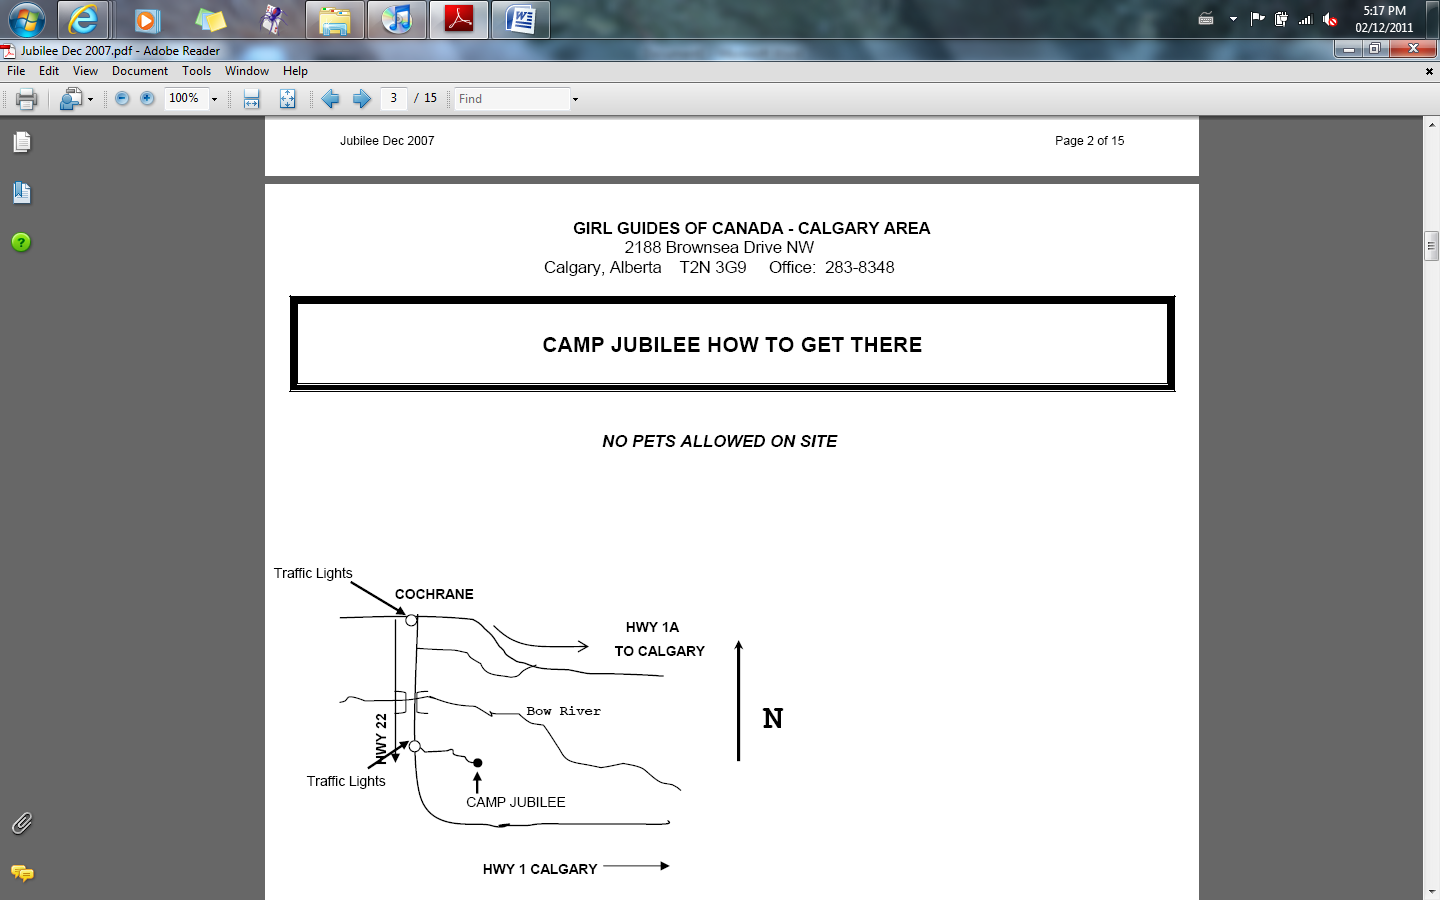 5:17 PM
02/12/2011
Jubilee Dec 2007.pdf - Adobe Reader
File Edit View Document Tools Window Help
100% 3 / 15 Find
Jubilee Dec 2007 Page 2 of 15
GIRL GUIDES OF CANADA - CALGARY AREA
2188 Brownsea Drive NW
Calgary, Alberta T2N 3G9 Office: 283-8348
CAMP JUBILEE HOW TO GET THERE
NO PETS ALLOWED ON SITE
Traffic Lights
COCHRANE
HWY 1A
TO CALGARY
Bow River
N
HWY 22
Traffic Lights
CAMP JUBILEE
HWY 1 CALGARY